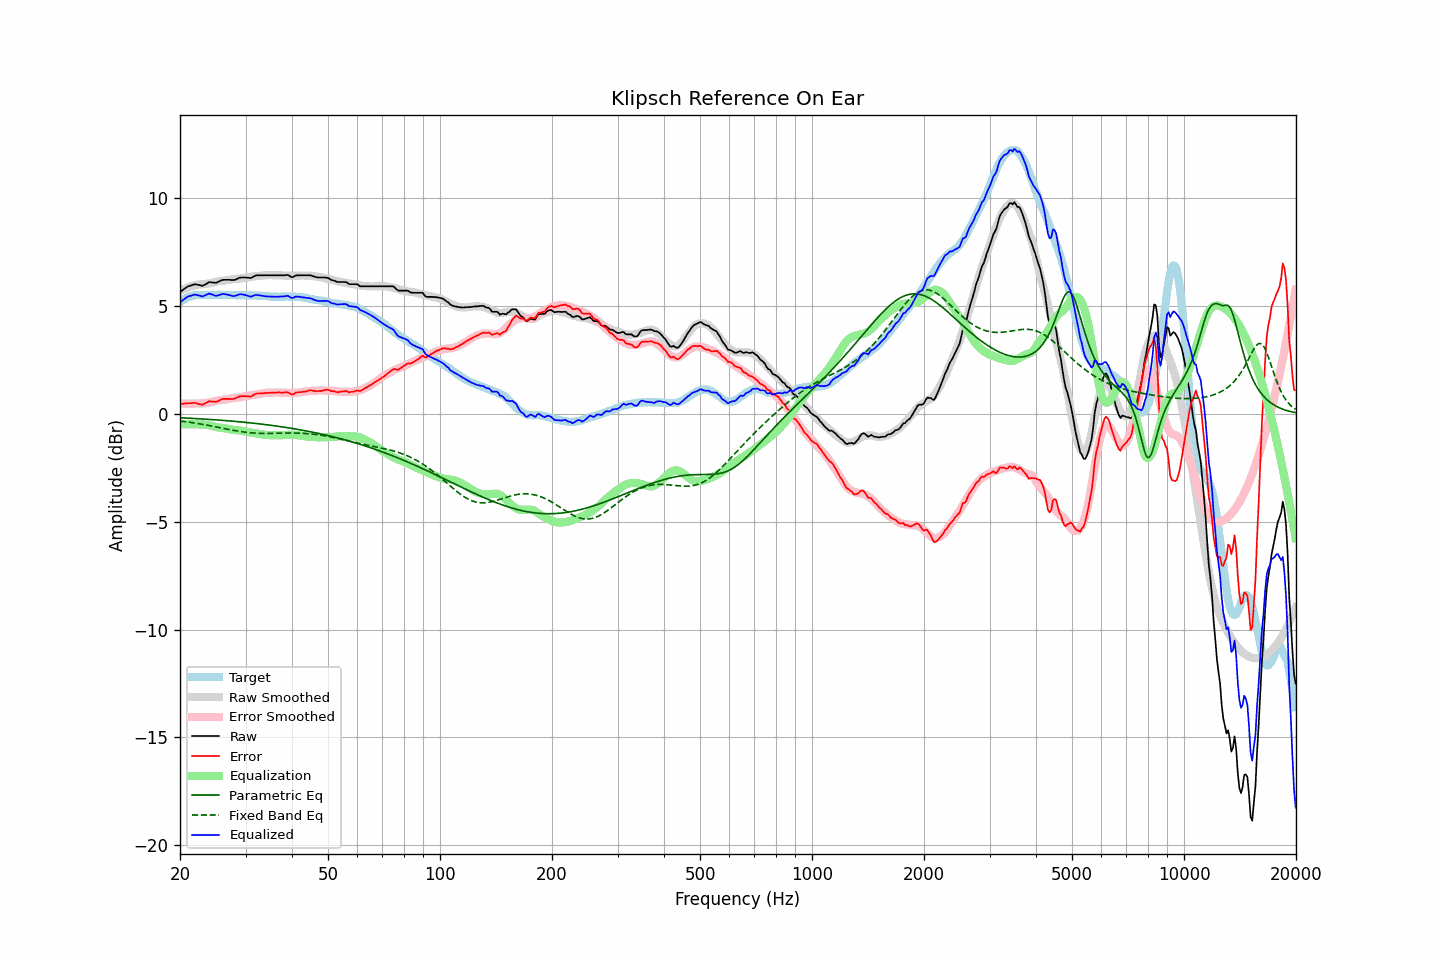 Klipsch Reference On Ear
Amplitude (dBr)
10
5
0
−5
−10
−15
−20
Target
Raw Smoothed
Error Smoothed
Raw
Error
Equalization
Parametric Eq
Fixed Band Eq
Equalized
20 50 100 200 500 1000 2000 5000 10000 20000
Frequency (Hz)